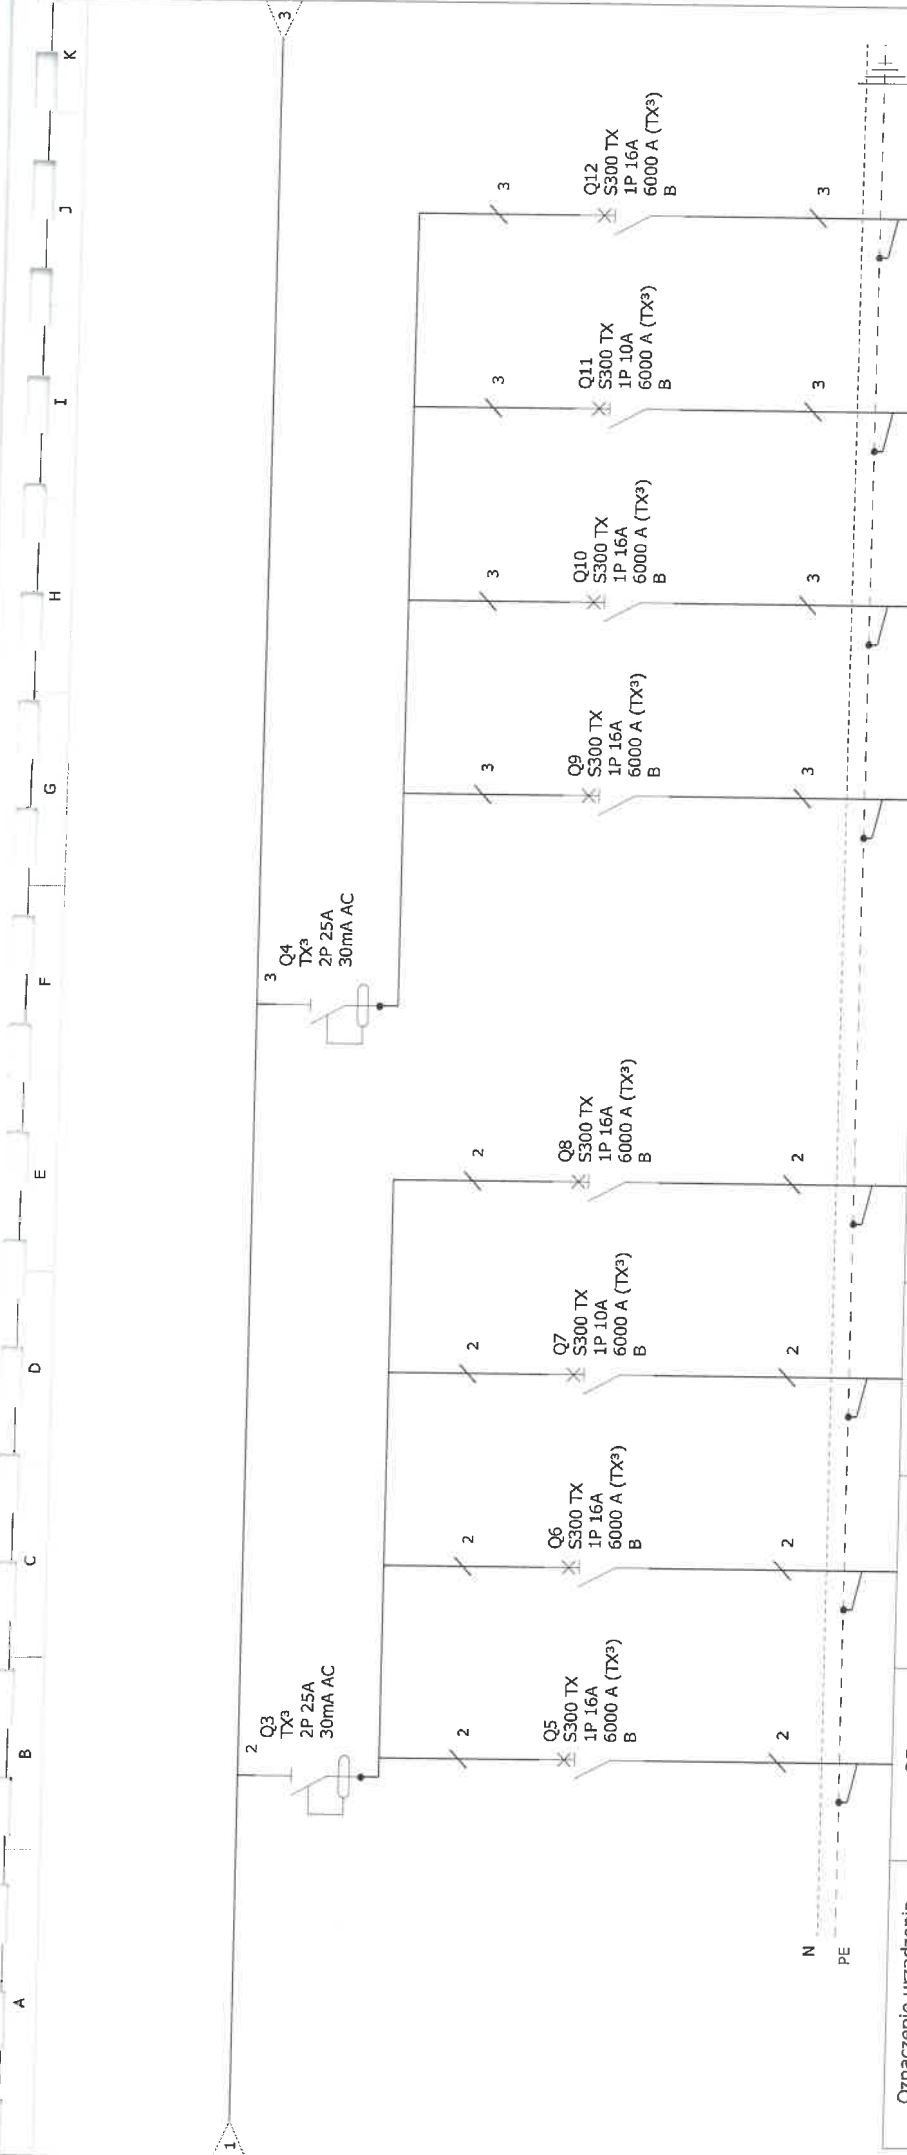 A
B
C
D
E
F
G
H
I
J
K
1
3
2
Q3
TX³
2P 25A
30mA AC
3
Q4
TX³
2P 25A
30mA AC
2
Q5
S300 TX
1P 16A
6000 A (TX³)
B
2
2
Q6
S300 TX
1P 16A
6000 A (TX³)
B
2
2
Q7
S300 TX
1P 10A
6000 A (TX³)
B
2
2
Q8
S300 TX
1P 16A
6000 A (TX³)
B
2
3
Q9
S300 TX
1P 16A
6000 A (TX³)
B
3
3
Q10
S300 TX
1P 16A
6000 A (TX³)
B
3
3
Q11
S300 TX
1P 10A
6000 A (TX³)
B
3
3
Q12
S300 TX
1P 16A
6000 A (TX³)
B
3
N
PE
Oznaczenie urządzenia